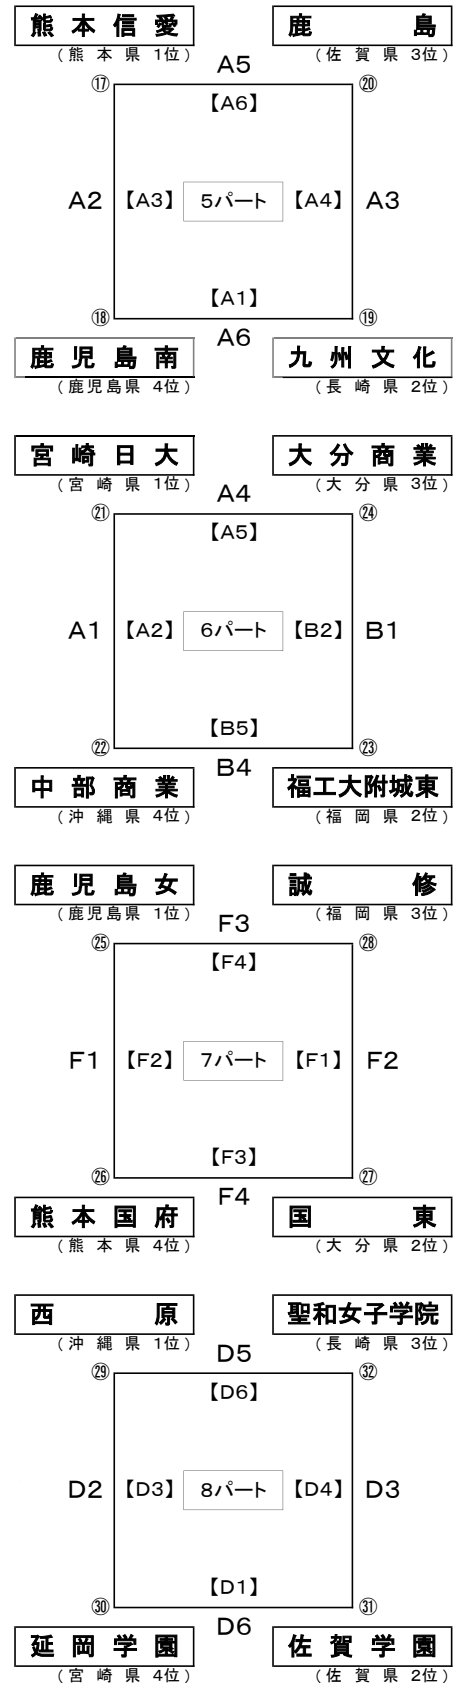 熊本信愛 鹿島
(熊本県 1位) (佐賀県 3位)
A5
⑰ ⑳
【A6】
A2 【A3】 5パート 【A4】 A3
【A1】
⑱ ⑲
A6
鹿児島南 九州文化
(鹿児島県 4位) (長崎県 2位)
宮崎日大 大分商業
(宮崎県 1位) (大分県 3位)
A4
㉑ ㉔
【A5】
A1 【A2】 6パート 【B2】 B1
【B5】
㉒ ㉓
B4
中部商業 福工大附城東
(沖縄県 4位) (福岡県 2位)
鹿児島女 誠修
(鹿児島県 1位) (福岡県 3位)
F3
㉕ ㉘
【F4】
F1 【F2】 7パート 【F1】 F2
【F3】
㉖ ㉗
F4
熊本国府 国東
(熊本県 4位) (大分県 2位)
西原 聖和女子学院
(沖縄県 1位) (長崎県 3位)
D5
㉙ ㉜
【D6】
D2 【D3】 8パート 【D4】 D3
【D1】
㉚ ㉛
D6
延岡学園 佐賀学園
(宮崎県 4位) (佐賀県 2位)